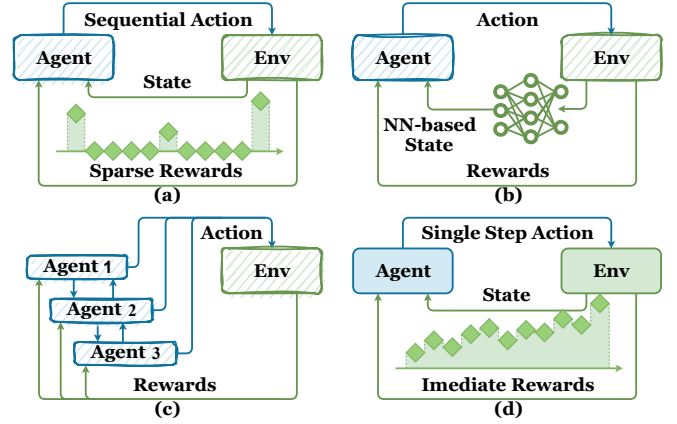 Sequential Action
Agent
Env
State
Sparse Rewards
(a)
Action
Agent
Env
NN-based
State
Rewards
(b)
Action
Agent 1
Env
Agent 2
Agent 3
Rewards
(c)
Single Step Action
Agent
Env
State
Imediate Rewards
(d)